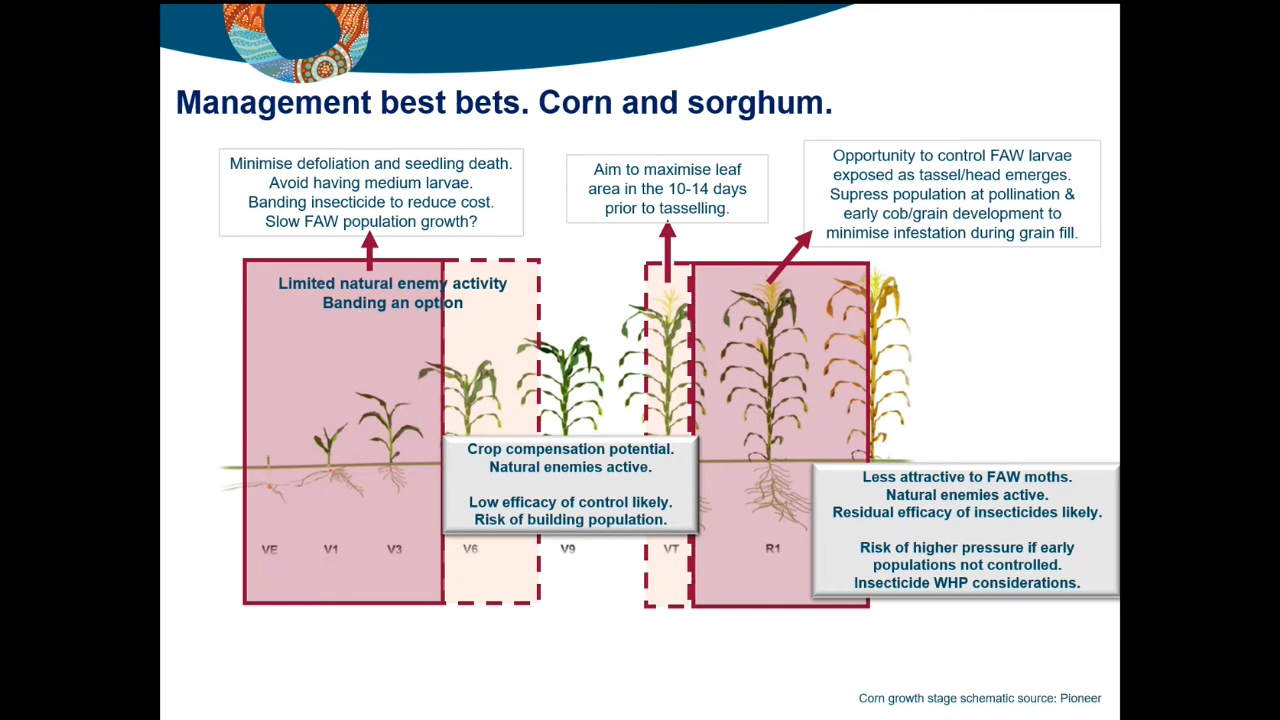 Management best bets. Corn and sorghum.
Minimise defoliation and seedling death.
Avoid having medium larvae.
Banding insecticide to reduce cost.
Slow FAW population growth?
Aim to maximise leaf
area in the 10-14 days
prior to tasselling.
Opportunity to control FAW larvae
exposed as tassel/head emerges.
Supress population at pollination &
early cob/grain development to
minimise infestation during grain fill.
Limited natural enemy activity
Banding an option
Crop compensation potential.
Natural enemies active.
Low efficacy of control likely.
Risk of building population.
Less attractive to FAW moths.
Natural enemies active.
Residual efficacy of insecticides likely.
Risk of higher pressure if early
populations not controlled.
Insecticide WHP considerations.
VE V1 V3 V6 V9 VT R1
Corn growth stage schematic source: Pioneer